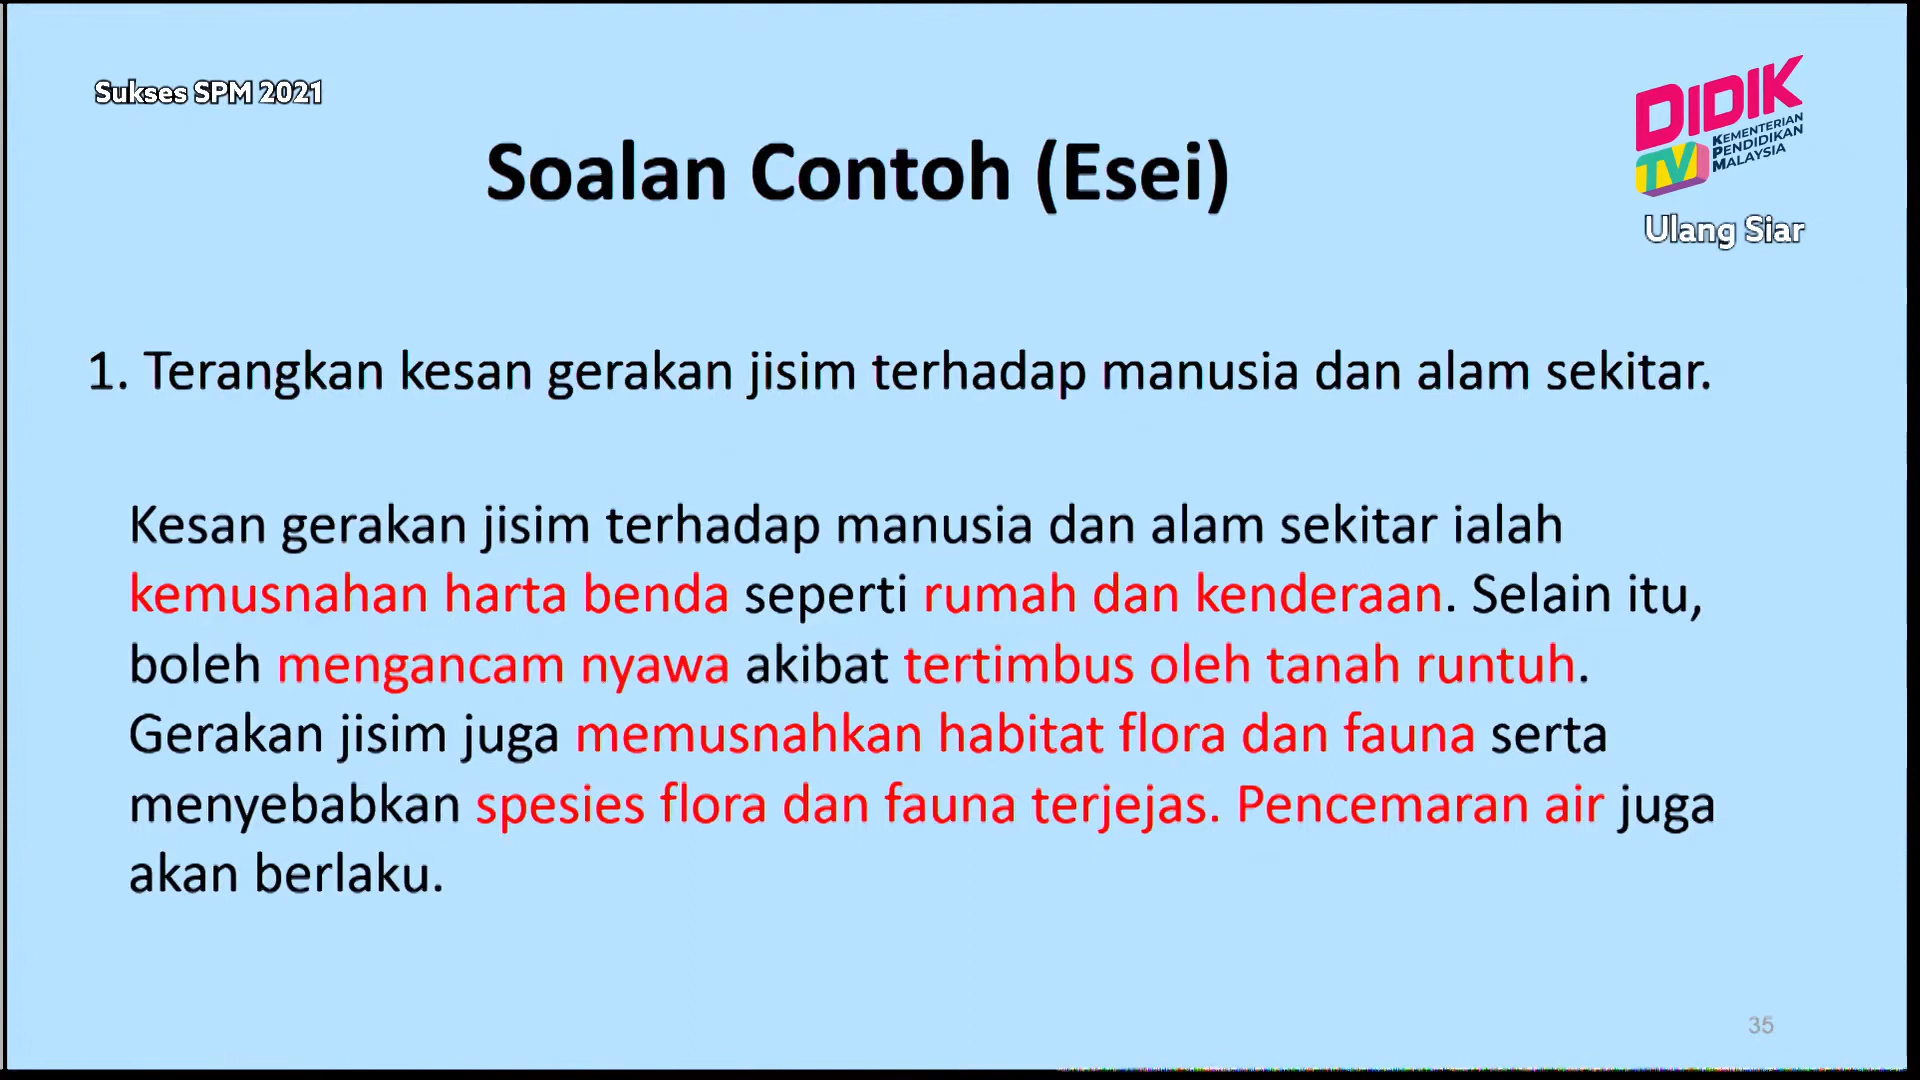 Sukses SPM 2021
DIDIK
TV
KEMENTERIAN
PENDIDIKAN
MALAYSIA
Ulang Siar
Soalan Contoh (Esei)
1. Terangkan kesan gerakan jisim terhadap manusia dan alam sekitar.
Kesan gerakan jisim terhadap manusia dan alam sekitar ialah
kemusnahan harta benda seperti rumah dan kenderaan. Selain itu,
boleh mengancam nyawa akibat tertimbus oleh tanah runtuh.
Gerakan jisim juga memusnahkan habitat flora dan fauna serta
menyebabkan spesies flora dan fauna terjejas. Pencemaran air juga
akan berlaku.
35